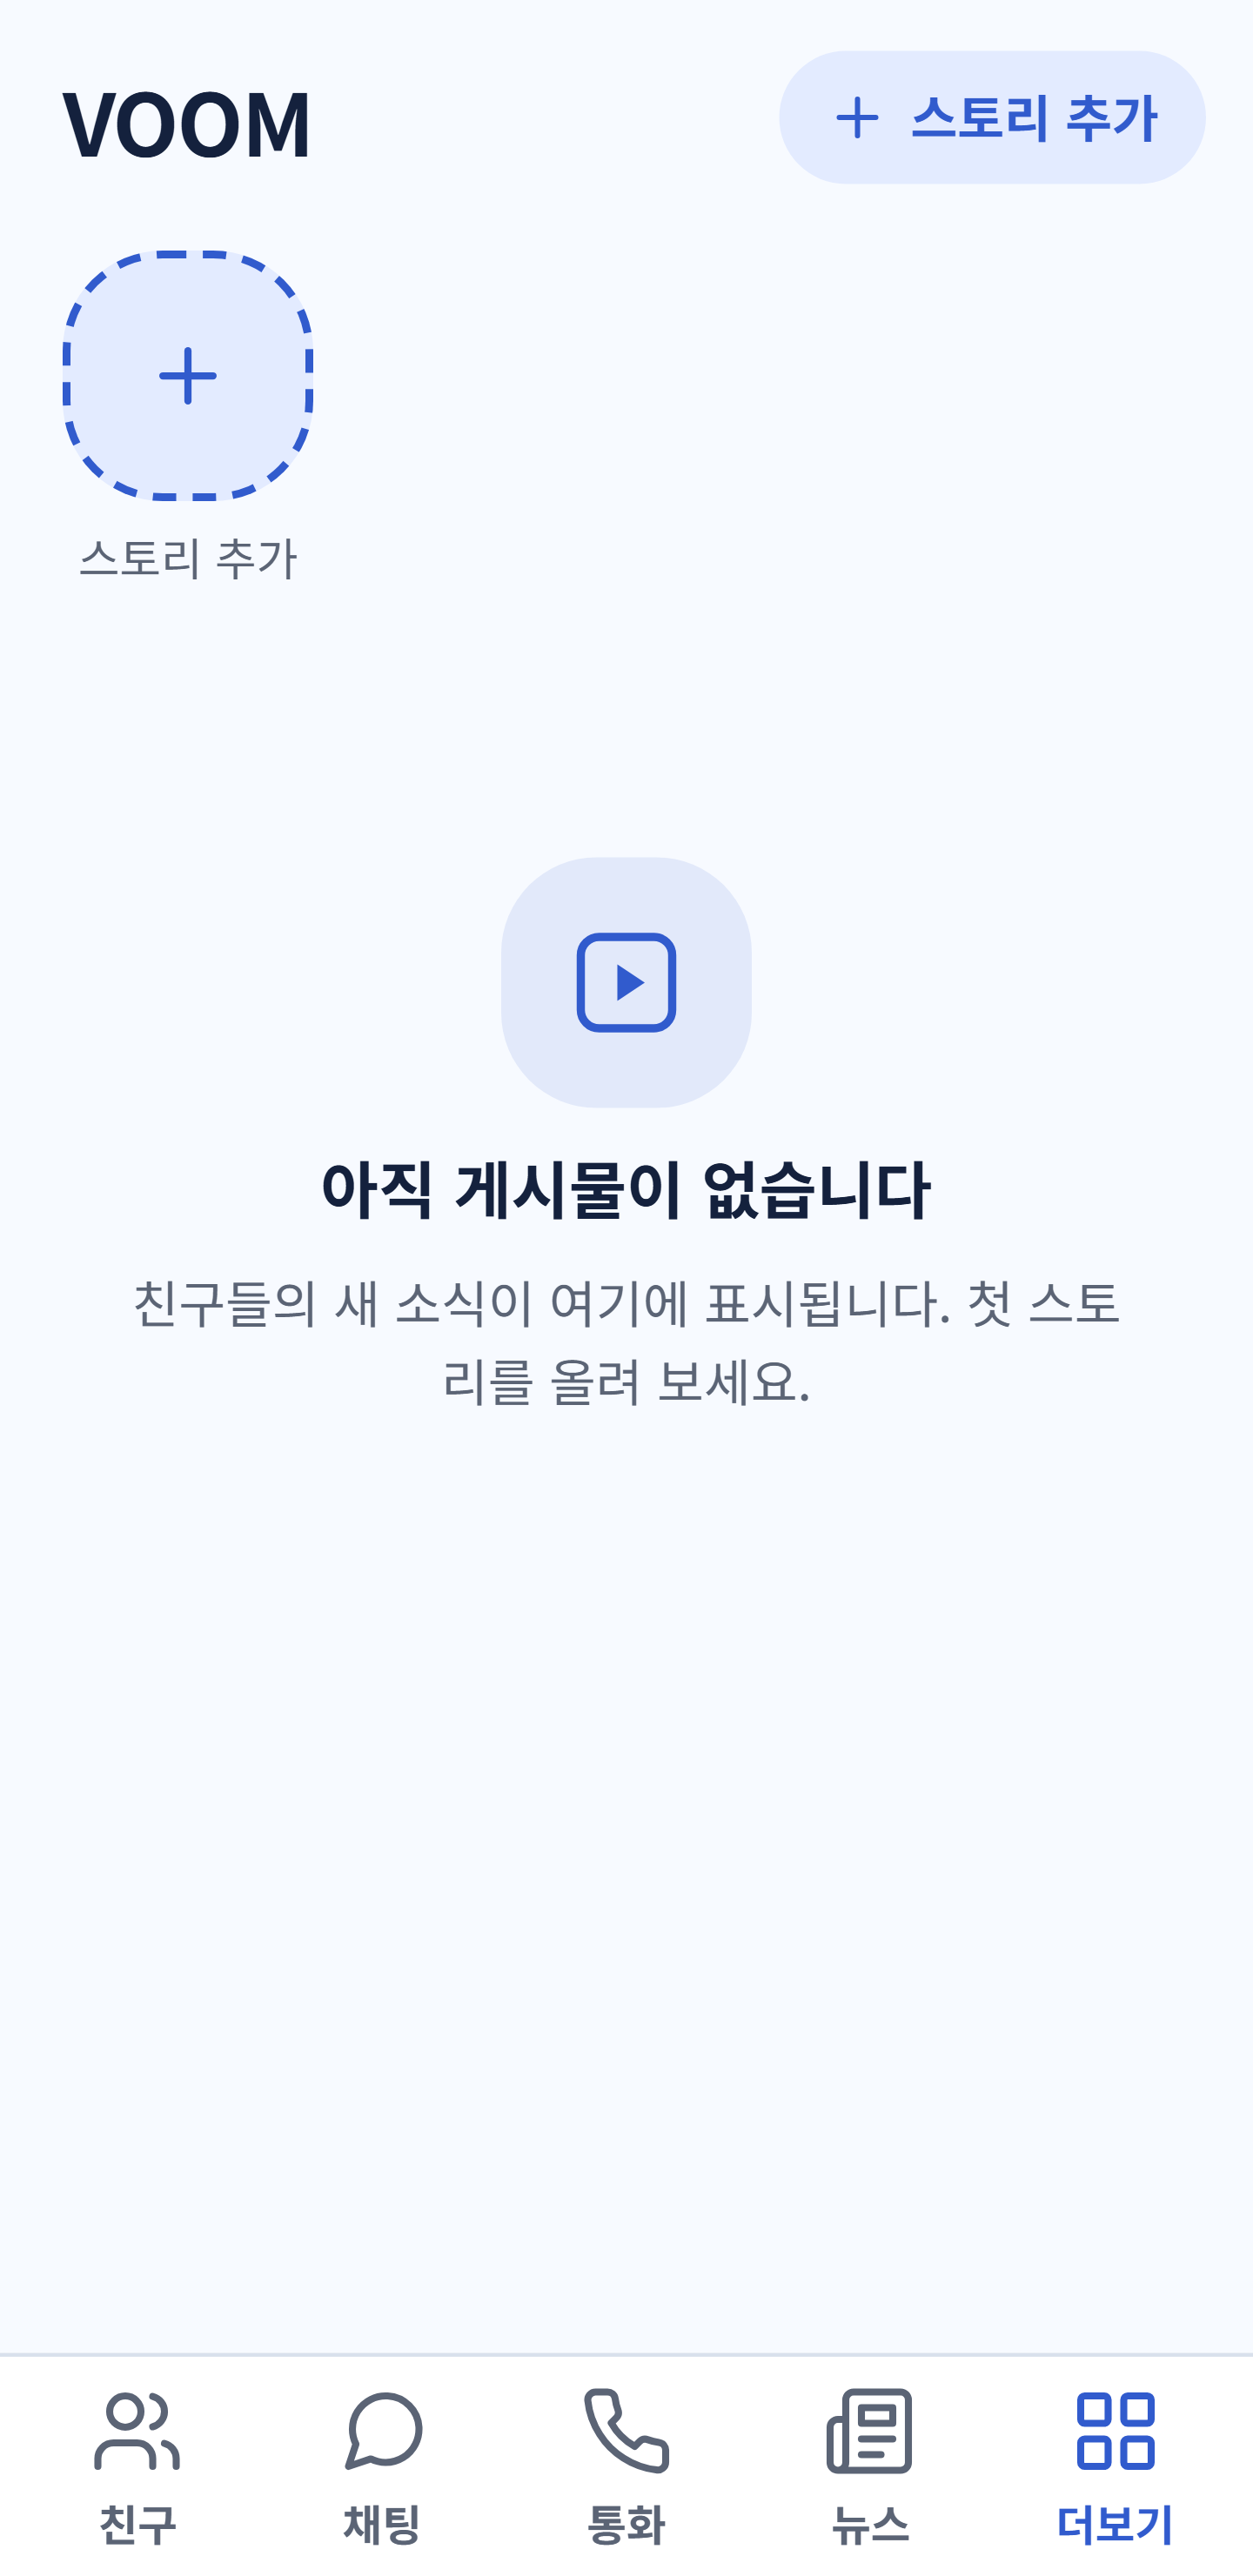 VOOM
스토리 추가
스토리 추가
아직 게시물이 없습니다
친구들의 새 소식이 여기에 표시됩니다. 첫 스토
리를 올려 보세요.
친구
채팅
통화
뉴스
더보기